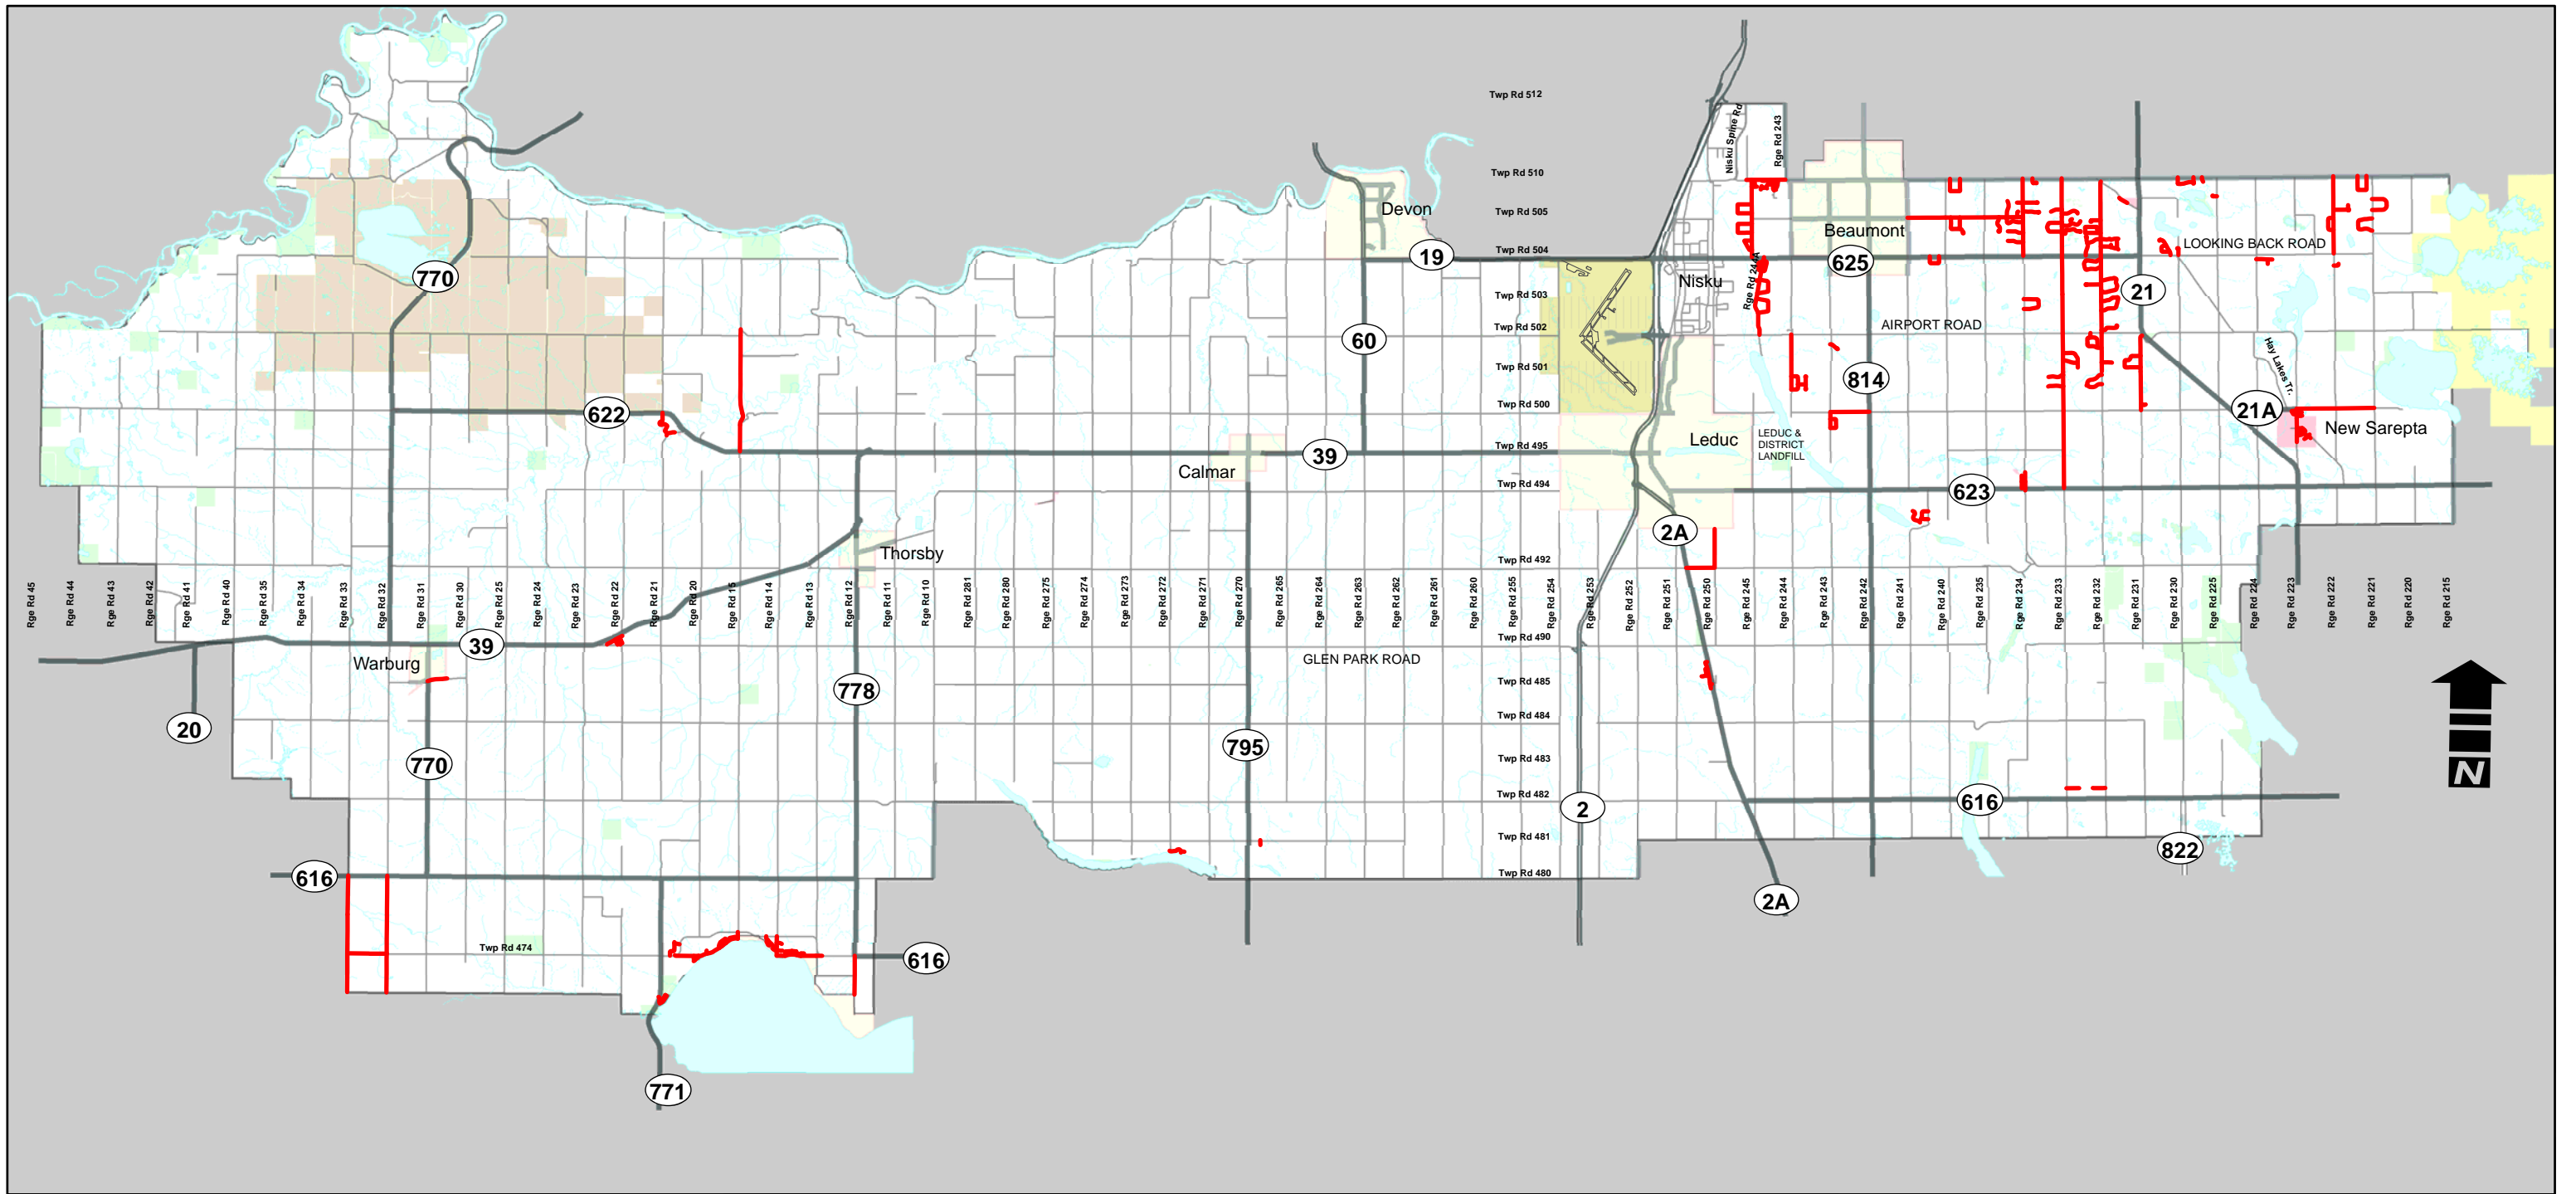 Twp Rd 512
Nisku Spine Rd
Rge Rd 243
Twp Rd 510
Devon
Twp Rd 505
Beaumont
Twp Rd 504
LOOKING BACK ROAD
19
625
770
Nisku
Rge Rd 244A
21
Twp Rd 503
Twp Rd 502
AIRPORT ROAD
60
Hay Lakes Tr.
Twp Rd 501
814
622
Twp Rd 500
21A
New Sarepta
Leduc
LEDUC &
DISTRICT
LANDFILL
Twp Rd 495
39
Calmar
Twp Rd 494
623
2A
Thorsby
Twp Rd 492
Rge Rd 45
Rge Rd 44
Rge Rd 43
Rge Rd 42
Rge Rd 41
Rge Rd 40
Rge Rd 35
Rge Rd 34
Rge Rd 33
Rge Rd 32
Rge Rd 31
Rge Rd 30
Rge Rd 25
Rge Rd 24
Rge Rd 23
Rge Rd 22
Rge Rd 21
Rge Rd 20
Rge Rd 15
Rge Rd 14
Rge Rd 13
Rge Rd 12
Rge Rd 11
Rge Rd 10
Rge Rd 281
Rge Rd 280
Rge Rd 275
Rge Rd 274
Rge Rd 273
Rge Rd 272
Rge Rd 271
Rge Rd 270
Rge Rd 265
Rge Rd 264
Rge Rd 263
Rge Rd 262
Rge Rd 261
Rge Rd 260
Rge Rd 255
Rge Rd 254
Rge Rd 253
Rge Rd 252
Rge Rd 251
Rge Rd 250
Rge Rd 245
Rge Rd 244
Rge Rd 243
Rge Rd 242
Rge Rd 241
Rge Rd 240
Rge Rd 235
Rge Rd 234
Rge Rd 233
Rge Rd 232
Rge Rd 231
Rge Rd 230
Rge Rd 225
Rge Rd 224
Rge Rd 223
Rge Rd 222
Rge Rd 221
Rge Rd 220
Rge Rd 215
Twp Rd 490
39
Warburg
GLEN PARK ROAD
Twp Rd 485
778
20
Twp Rd 484
795
770
Twp Rd 483
N
Twp Rd 482
2
616
Twp Rd 481
822
616
Twp Rd 480
2A
Twp Rd 474
616
771